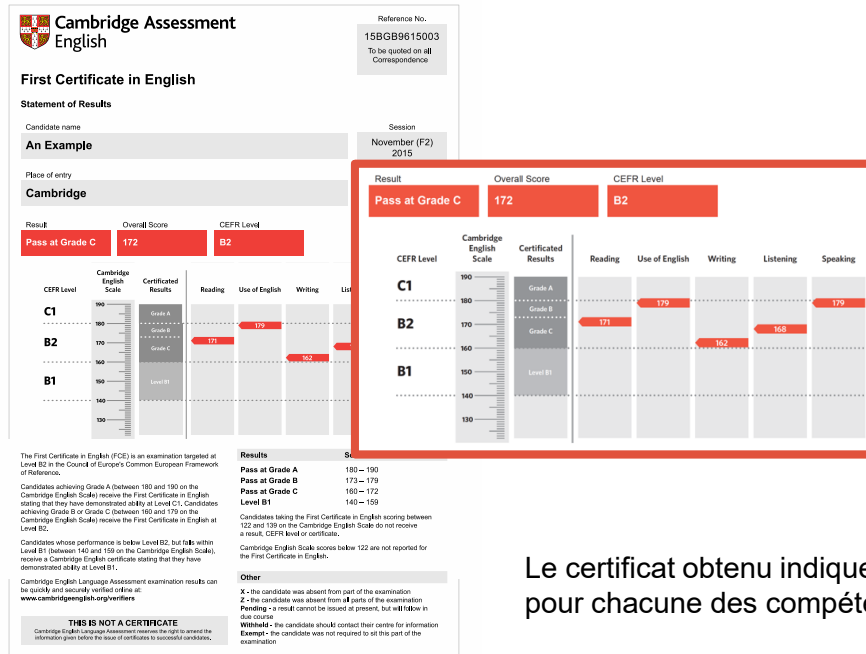 Cambridge Assessment
English
Reference No.
15BGB9615003
To be quoted on all
Correspondence
First Certificate in English
Statement of Results
Candidate name
Session
An Example
November (F2)
2015
Place of entry
Cambridge
Result Overall Score CEFR Level
Pass at Grade C 172 B2
CEFR Level
Cambridge
English
Scale
Certificated
Results
Reading Use of English Writing
C1
B2
B1
190
180
170
160
150
140
130
Grade A
Grade B
Grade C
Level B1
171
179
162
Result Overall Score CEFR Level
Pass at Grade C 172 B2
CEFR Level
Cambridge
English
Scale
Certificated
Results
Reading Use of English Writing Listening Speaking
C1
B2
B1
190
180
170
160
150
140
130
Grade A
Grade B
Grade C
Level B1
171
179
162
168
179
The First Certificate in English (FCE) is an examination targeted at
Level B2 in the Council of Europe's Common European Framework
of Reference.
Candidates achieving Grade A (between 180 and 190 on the
Cambridge English Scale) receive the First Certificate in English
stating that they have demonstrated ability at Level C1. Candidates
achieving Grade B or Grade C (between 160 and 179 on the
Cambridge English Scale) receive the First Certificate in English at
Level B2.
Candidates whose performance is below Level B2, but falls within
Level B1 (between 140 and 159 on the Cambridge English Scale),
receive a Cambridge English certificate stating that they have
demonstrated ability at Level B1.
Cambridge English Language Assessment examination results can
be quickly and securely verified online at:
www.cambridgeenglish.org/verifiers
THIS IS NOT A CERTIFICATE
Cambridge English Language Assessment reserves the right to amend the
information given before the issue of certificates to successful candidates.
Results
Pass at Grade A 180 – 190
Pass at Grade B 173 – 179
Pass at Grade C 160 – 172
Level B1 140 – 159
Candidates taking the First Certificate in English scoring between
122 and 139 on the Cambridge English Scale do not receive
a result, CEFR level or certificate.
Cambridge English Scale scores below 122 are not reported for
the First Certificate in English.
Other
X - the candidate was absent from part of the examination
Z - the candidate was absent from all parts of the examination
Pending - a result cannot be issued at present, but will follow in
due course
Withheld - the candidate should contact their centre for information
Exempt - the candidate was not required to sit this part of the
examination
Le certificat obtenu indique
pour chacune des compéte